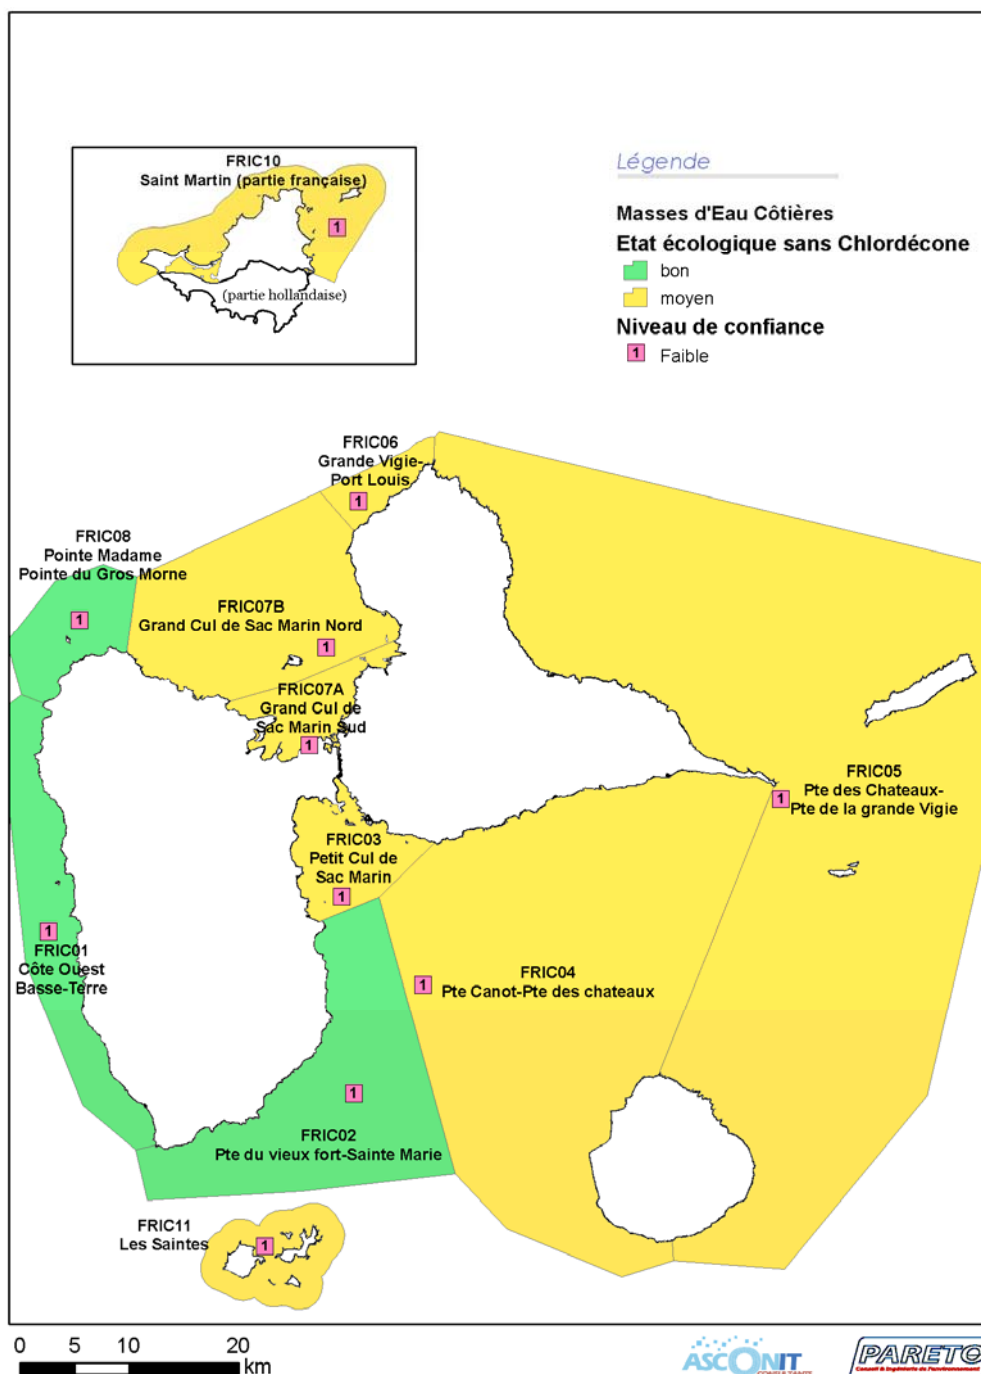 FRIC10
Saint Martin (partie française)
1
(partie hollandaise)
Légende
Masses d'Eau Côtières
Etat écologique sans Chlordécone
bon
moyen
Niveau de confiance
1 Faible
FRIC06
Grande Vigie-
Port Louis
1
FRIC08
Pointe Madame
Pointe du Gros Morne
1
FRIC07B
Grand Cul de Sac Marin Nord
1
FRIC07A
Grand Cul de
Sac Marin Sud
1
FRIC05
Pte des Chateaux-
Pte de la grande Vigie
1
FRIC03
Petit Cul de
Sac Marin
1
1
FRIC01
Côte Ouest
Basse-Terre
FRIC04
Pte Canot-Pte des chateaux
1
1
FRIC02
Pte du vieux fort-Sainte Marie
FRIC11
Les Saintes
1
0 5 10 20
km
ASCONIT
CONSULTANTS
PARETO
Conseil & Ingénierie de l'environnement